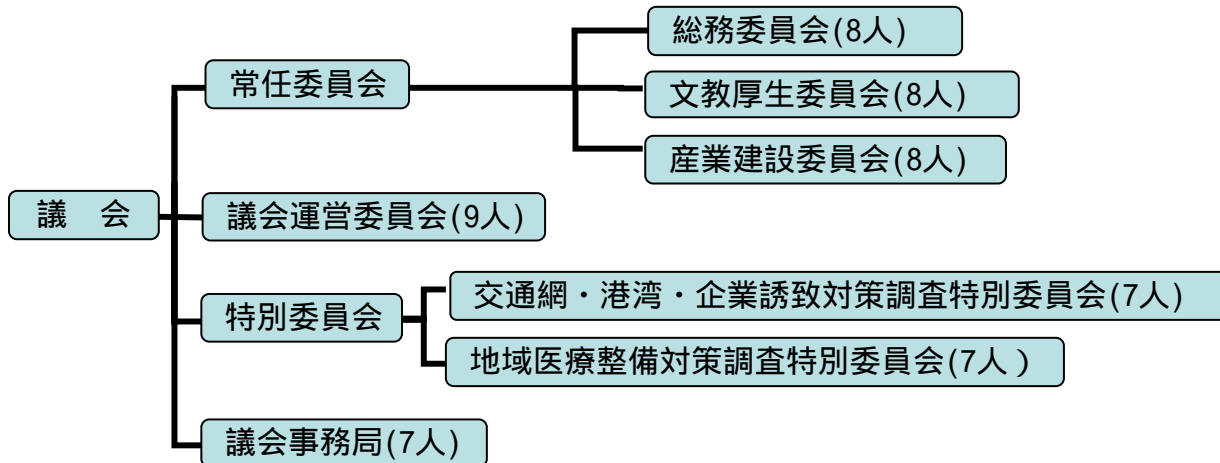 議　会
常任委員会
総務委員会(8人)
文教厚生委員会(8人)
産業建設委員会(8人)
議会運営委員会(9人)
特別委員会
交通網・港湾・企業誘致対策調査特別委員会(7人)
地域医療整備対策調査特別委員会(7人）
議会事務局(7人)